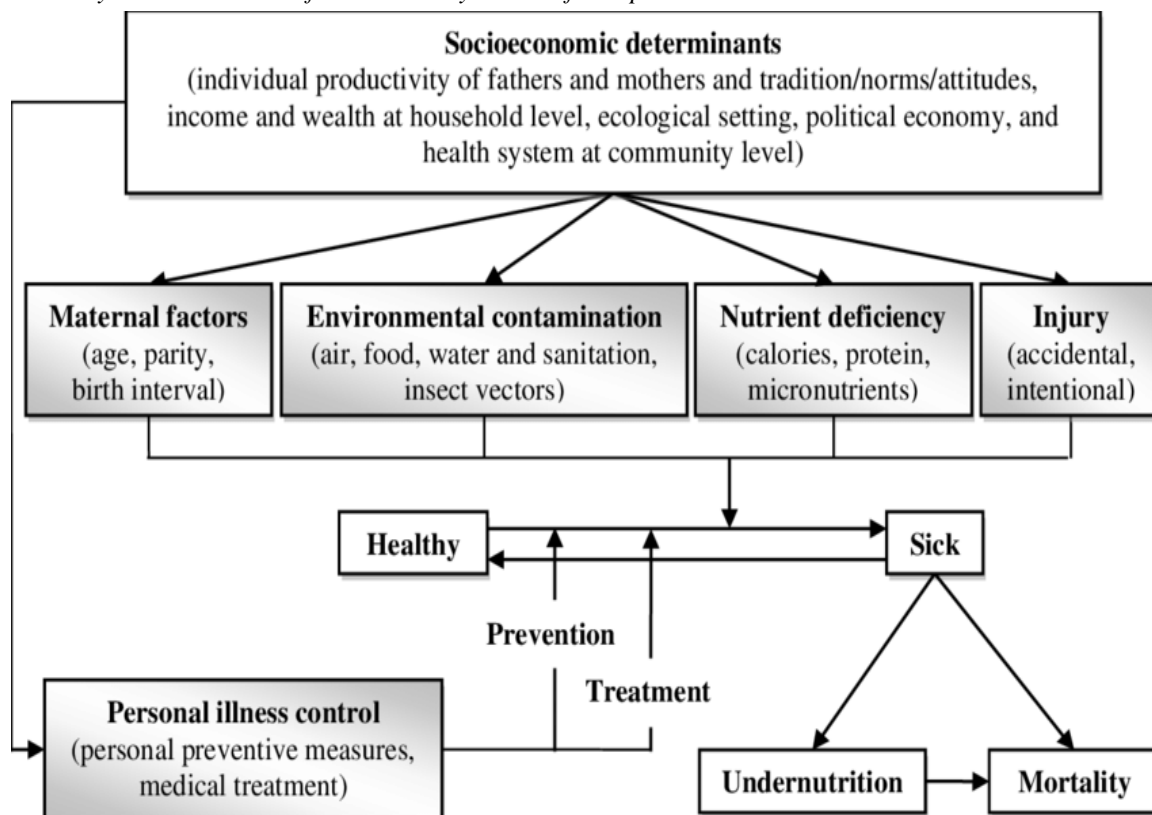 Socioeconomic determinants
(individual productivity of fathers and mothers and tradition/norms/attitudes,
income and wealth at household level, ecological setting, political economy, and
health system at community level)
Maternal factors
(age, parity,
birth interval)
Environmental contamination
(air, food, water and sanitation,
insect vectors)
Nutrient deficiency
(calories, protein,
micronutrients)
Injury
(accidental,
intentional)
Healthy
Sick
Prevention
Treatment
Personal illness control
(personal preventive measures,
medical treatment)
Undernutrition
Mortality